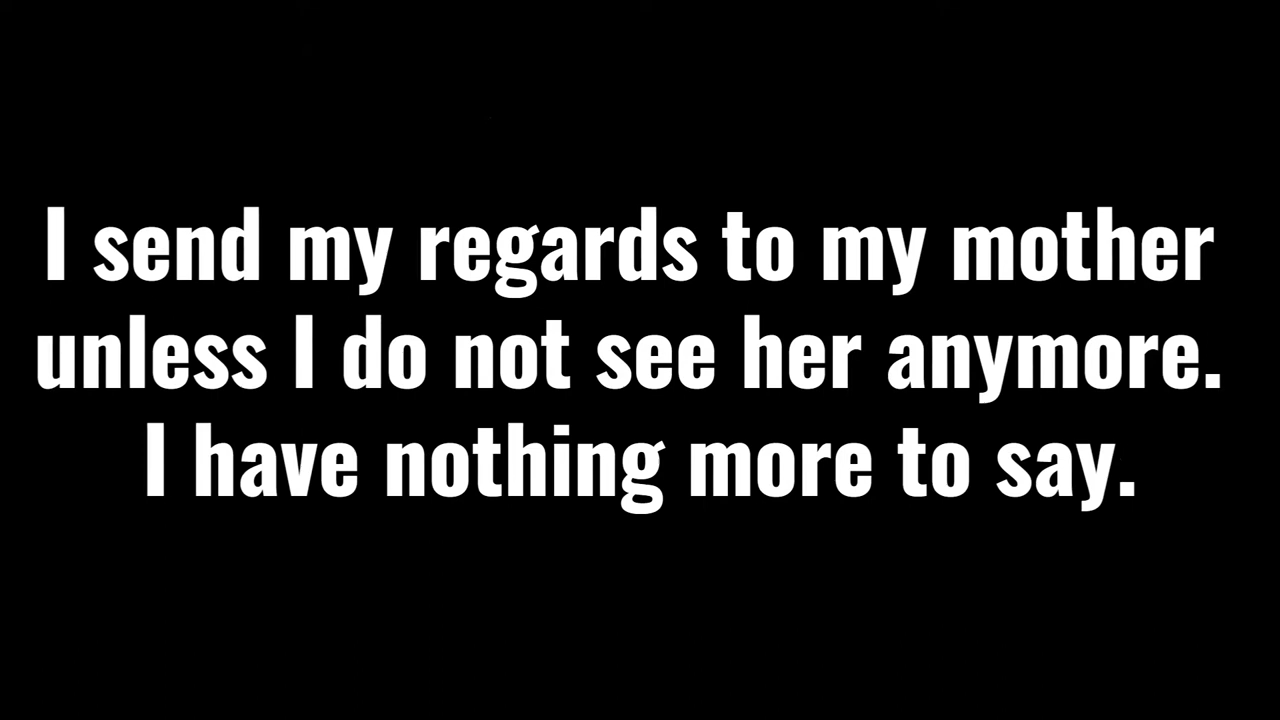 I send my regards to my mother
unless I do not see her anymore.
I have nothing more to say.